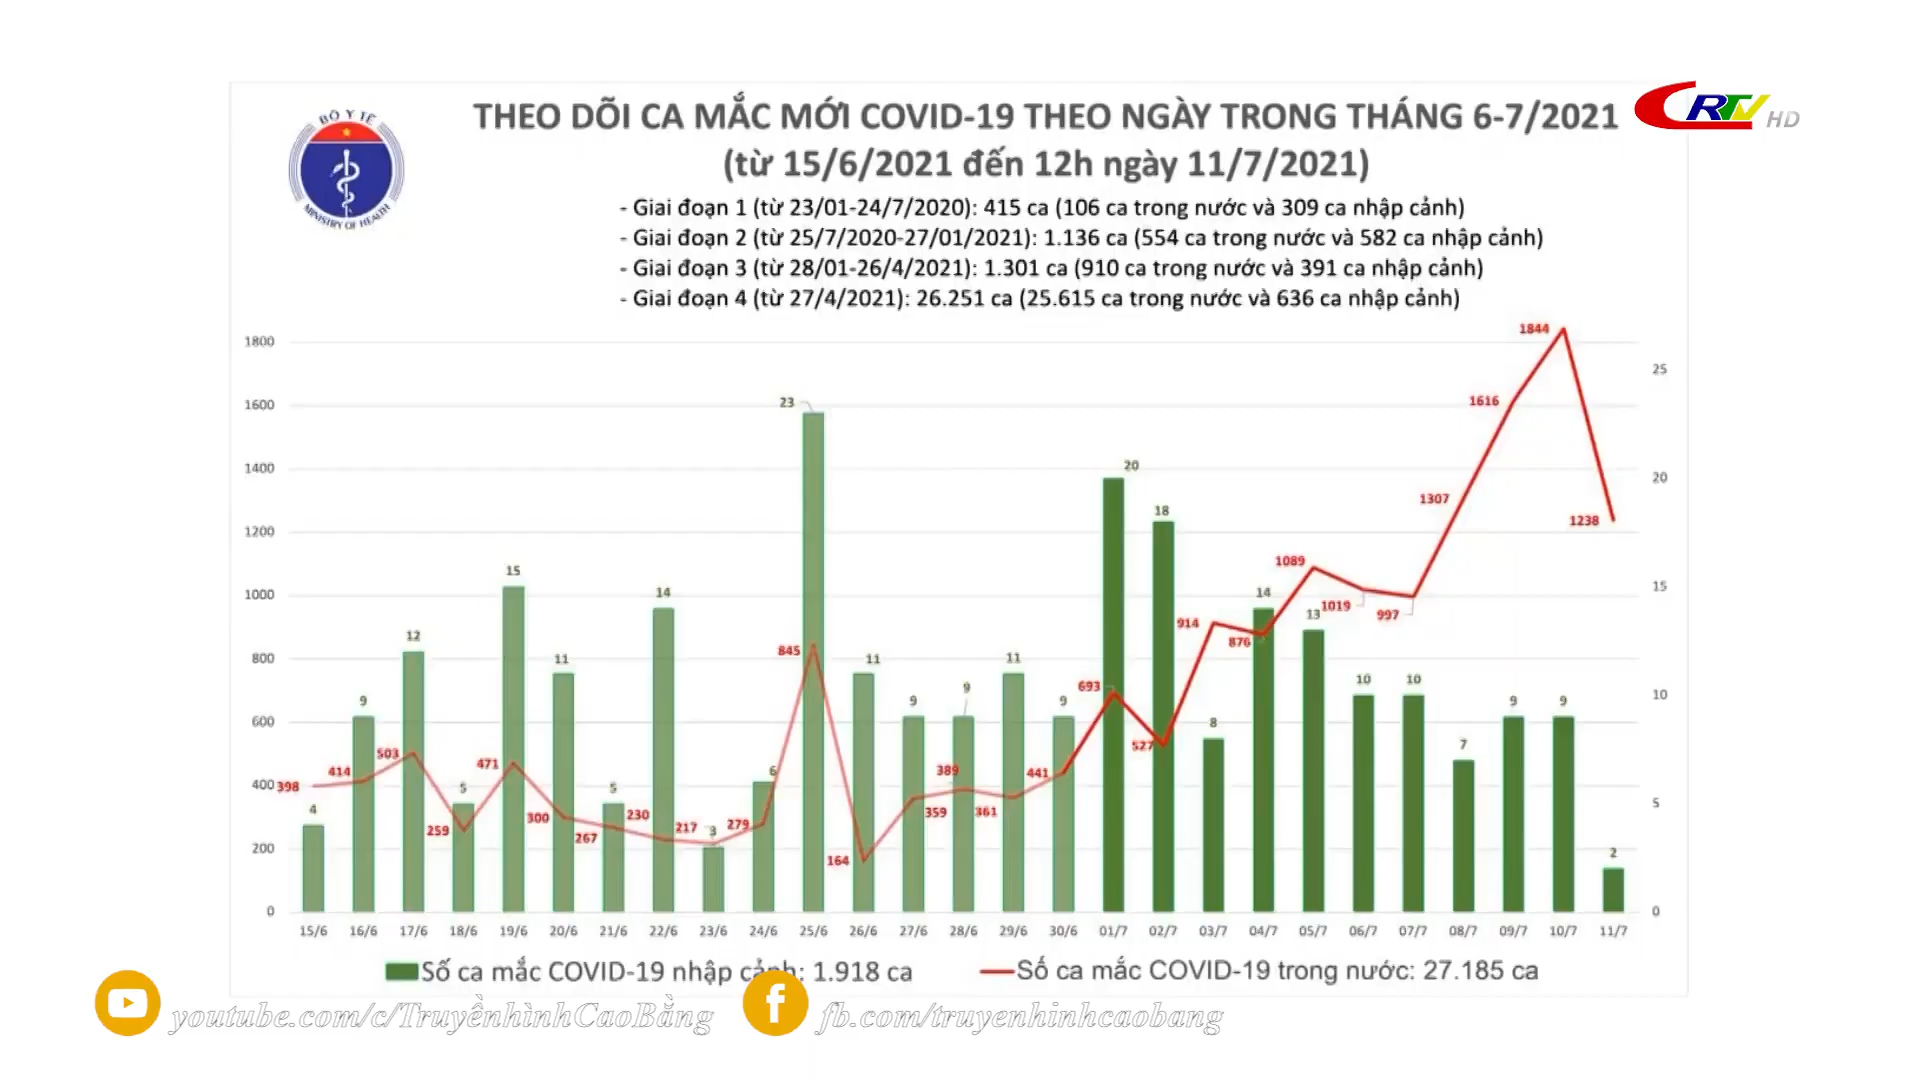 BỘ Y TẾ
MINISTRY OF HEALTH
CRTV HD
THEO DÕI CA MẮC MỚI COVID-19 THEO NGÀY TRONG THÁNG 6-7/2021
(từ 15/6/2021 đến 12h ngày 11/7/2021)
- Giai đoạn 1 (từ 23/01-24/7/2020): 415 ca (106 ca trong nước và 309 ca nhập cảnh)
- Giai đoạn 2 (từ 25/7/2020-27/01/2021): 1.136 ca (554 ca trong nước và 582 ca nhập cảnh)
- Giai đoạn 3 (từ 28/01-26/4/2021): 1.301 ca (910 ca trong nước và 391 ca nhập cảnh)
- Giai đoạn 4 (từ 27/4/2021): 26.251 ca (25.615 ca trong nước và 636 ca nhập cảnh)
1800
1600
1400
1200
1000
800
600
400
200
0
25
20
15
10
5
0
4 9 12 5 15 11 5 14 3 6 23 11 9 9 11 9 20 18 8 14 13 10 10 7 9 9 2
398 414 503 259 471 300 267 230 217 279 845 164 359 389 361 441 693 527 914 876 1089 1019 997 1307 1616 1844 1238
15/6 16/6 17/6 18/6 19/6 20/6 21/6 22/6 23/6 24/6 25/6 26/6 27/6 28/6 29/6 30/6 01/7 02/7 03/7 04/7 05/7 06/7 07/7 08/7 09/7 10/7 11/7
Số ca mắc COVID-19 nhập cảnh: 1.918 ca
Số ca mắc COVID-19 trong nước: 27.185 ca
youtube.com/c/TruyềnhìnhCaoBằng
fb.com/truyenhinhcaobang